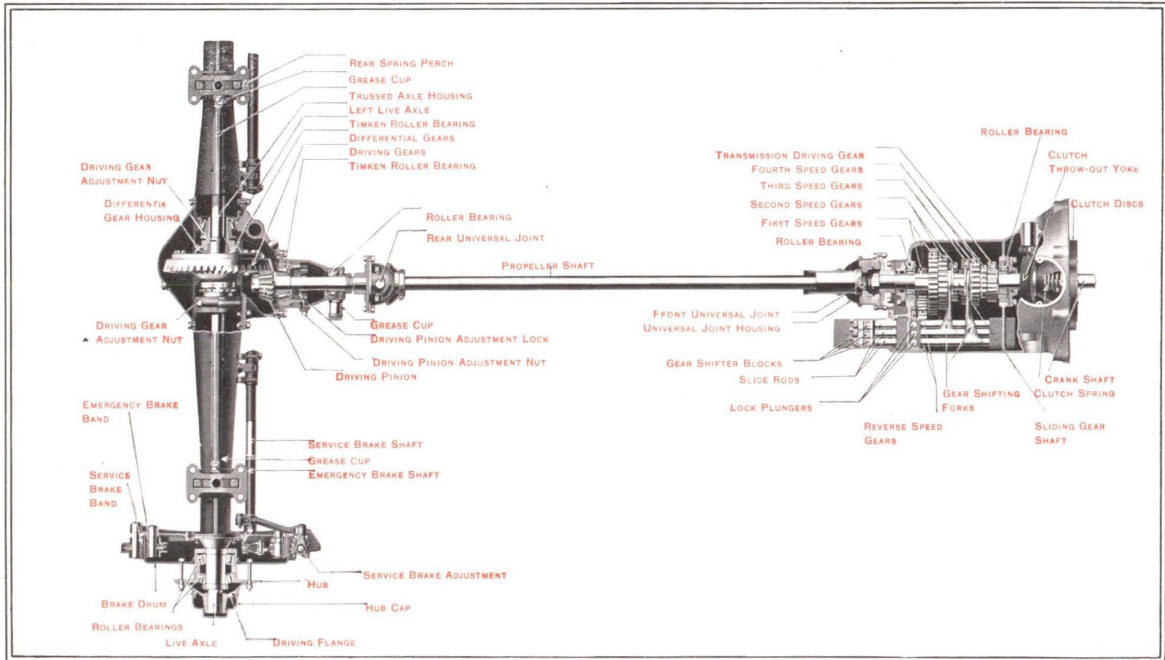 REAR SPRING PERCH
GREASE CUP
TRUSSED AXLE HOUSING
LEFT LIVE AXLE
TIMKEN ROLLER BEARING
DIFFERENTIAL GEARS
DRIVING GEARS
TIMKEN ROLLER BEARING
DRIVING GEAR
ADJUSTMENT NUT
DIFFERENTIA
GEAR HOUSING
ROLLER BEARING
REAR UNIVERSAL JOINT
PROPELLER SHAFT
ROLLER BEARING
TRANSMISSION DRIVING GEAR
FOURTH SPEED GEARS
THIRD SPEED GEARS
SECOND SPEED GEARS
FIRST SPEED GEARS
ROLLER BEARING
CLUTCH
THROW-OUT YOKE
CLUTCH DISCS
DRIVING GEAR
ADJUSTMENT NUT
GREASE CUP
DRIVING PINION ADJUSTMENT LOCK
DRIVING PINION ADJUSTMENT NUT
DRIVING PINION
FRONT UNIVERSAL JOINT
UNIVERSAL JOINT HOUSING
GEAR SHIFTER BLOCKS
SLIDE RODS
LOCK PLUNGERS
REVERSE SPEED
GEARS
GEAR SHIFTING
FORKS
CRANK SHAFT
CLUTCH SPRING
SLIDING GEAR
SHAFT
EMERGENCY BRAKE
BAND
SERVICE
BRAKE
BAND
SERVICE BRAKE SHAFT
GREASE CUP
EMERGENCY BRAKE SHAFT
SERVICE BRAKE ADJUSTMENT
HUB
BRAKE DRUM
HUB CAP
ROLLER BEARINGS
LIVE AXLE
DRIVING FLANGE